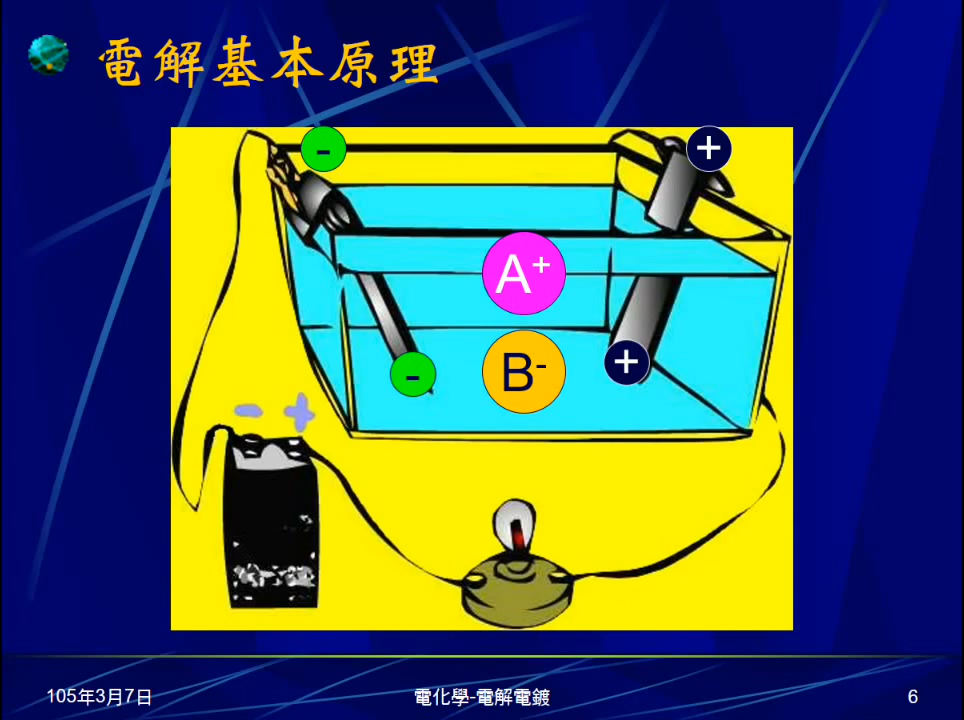 電解基本原理
- +
A+
B-
- +
- +
105年3月7日 電化學-電解電鍍 6